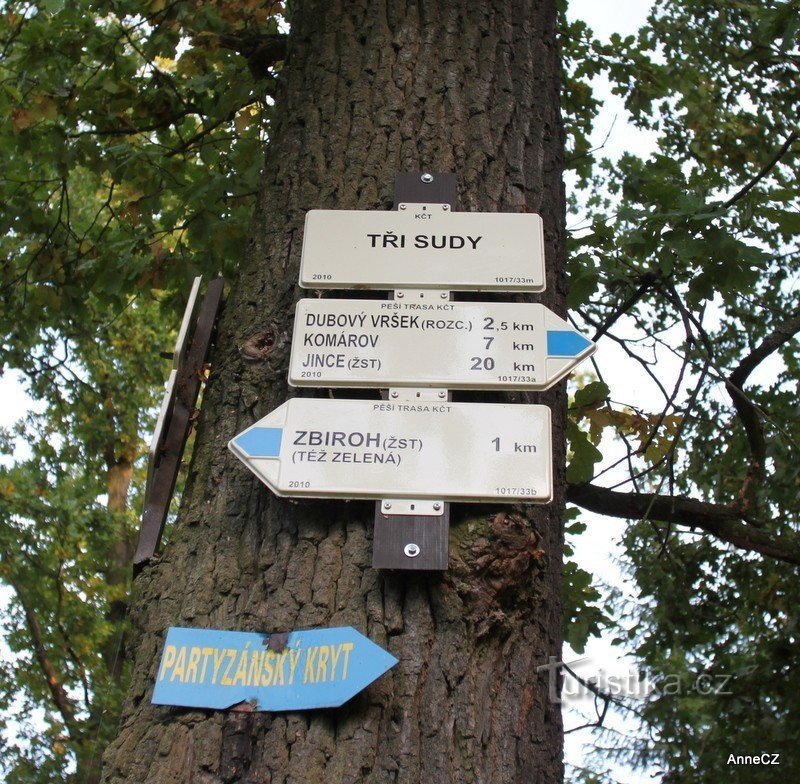 KČT
TŘI SUDY
2010 1017/33m
PĚŠÍ TRASA KČT
DUBOVÝ VRŠEK (ROZC.) 2,5 km
KOMÁROV 7 km
JINCE (ŽST) 20 km
2010 1017/33a
PĚŠÍ TRASA KČT
ZBIROH (ŽST) 1 km
(TÉŽ ZELENÁ)
2010 1017/33b
PARTYZÁNSKÝ KRYT
turistika.cz
AnneCZ